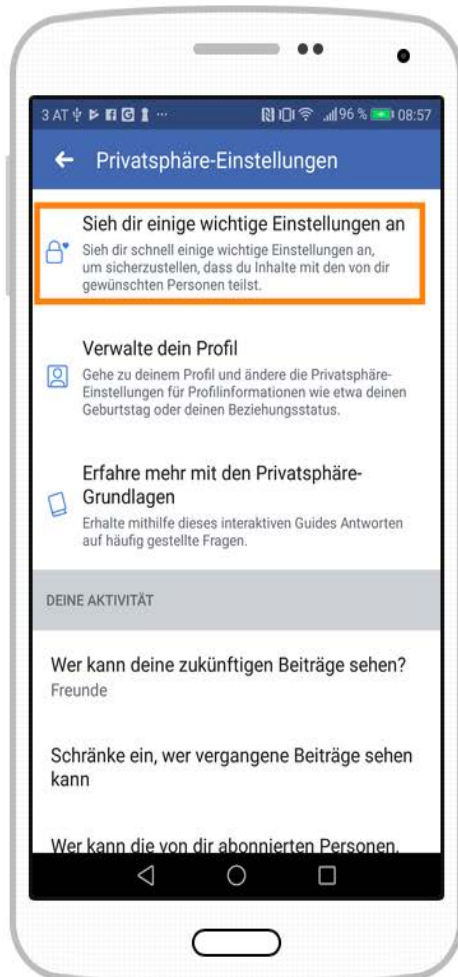 3 AT 96 % 08:57
Privatsphäre-Einstellungen
Sieh dir einige wichtige Einstellungen an
Sieh dir schnell einige wichtige Einstellungen an,
um sicherzustellen, dass du Inhalte mit den von dir
gewünschten Personen teilst.
Verwalte dein Profil
Gehe zu deinem Profil und ändere die Privatsphäre-
Einstellungen für Profilinformationen wie etwa deinen
Geburtstag oder deinen Beziehungsstatus.
Erfahre mehr mit den Privatsphäre-
Grundlagen
Erhalte mithilfe dieses interaktiven Guides Antworten
auf häufig gestellte Fragen.
DEINE AKTIVITÄT
Wer kann deine zukünftigen Beiträge sehen?
Freunde
Schränke ein, wer vergangene Beiträge sehen
kann
Wer kann die von dir abonnierten Personen,